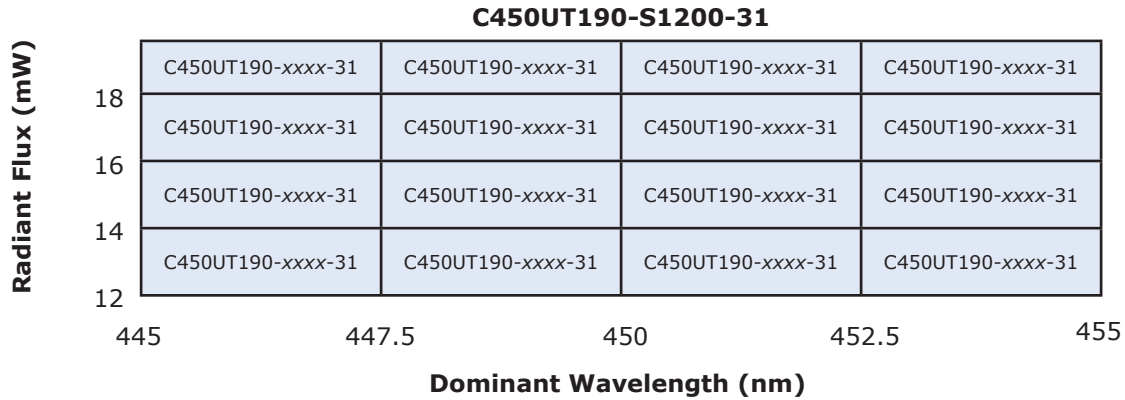 C450UT190-S1200-31
Radiant Flux (mW)
C450UT190-xxxx-31 C450UT190-xxxx-31 C450UT190-xxxx-31 C450UT190-xxxx-31
18
C450UT190-xxxx-31 C450UT190-xxxx-31 C450UT190-xxxx-31 C450UT190-xxxx-31
16
C450UT190-xxxx-31 C450UT190-xxxx-31 C450UT190-xxxx-31 C450UT190-xxxx-31
14
C450UT190-xxxx-31 C450UT190-xxxx-31 C450UT190-xxxx-31 C450UT190-xxxx-31
12
445 447.5 450 452.5 455
Dominant Wavelength (nm)